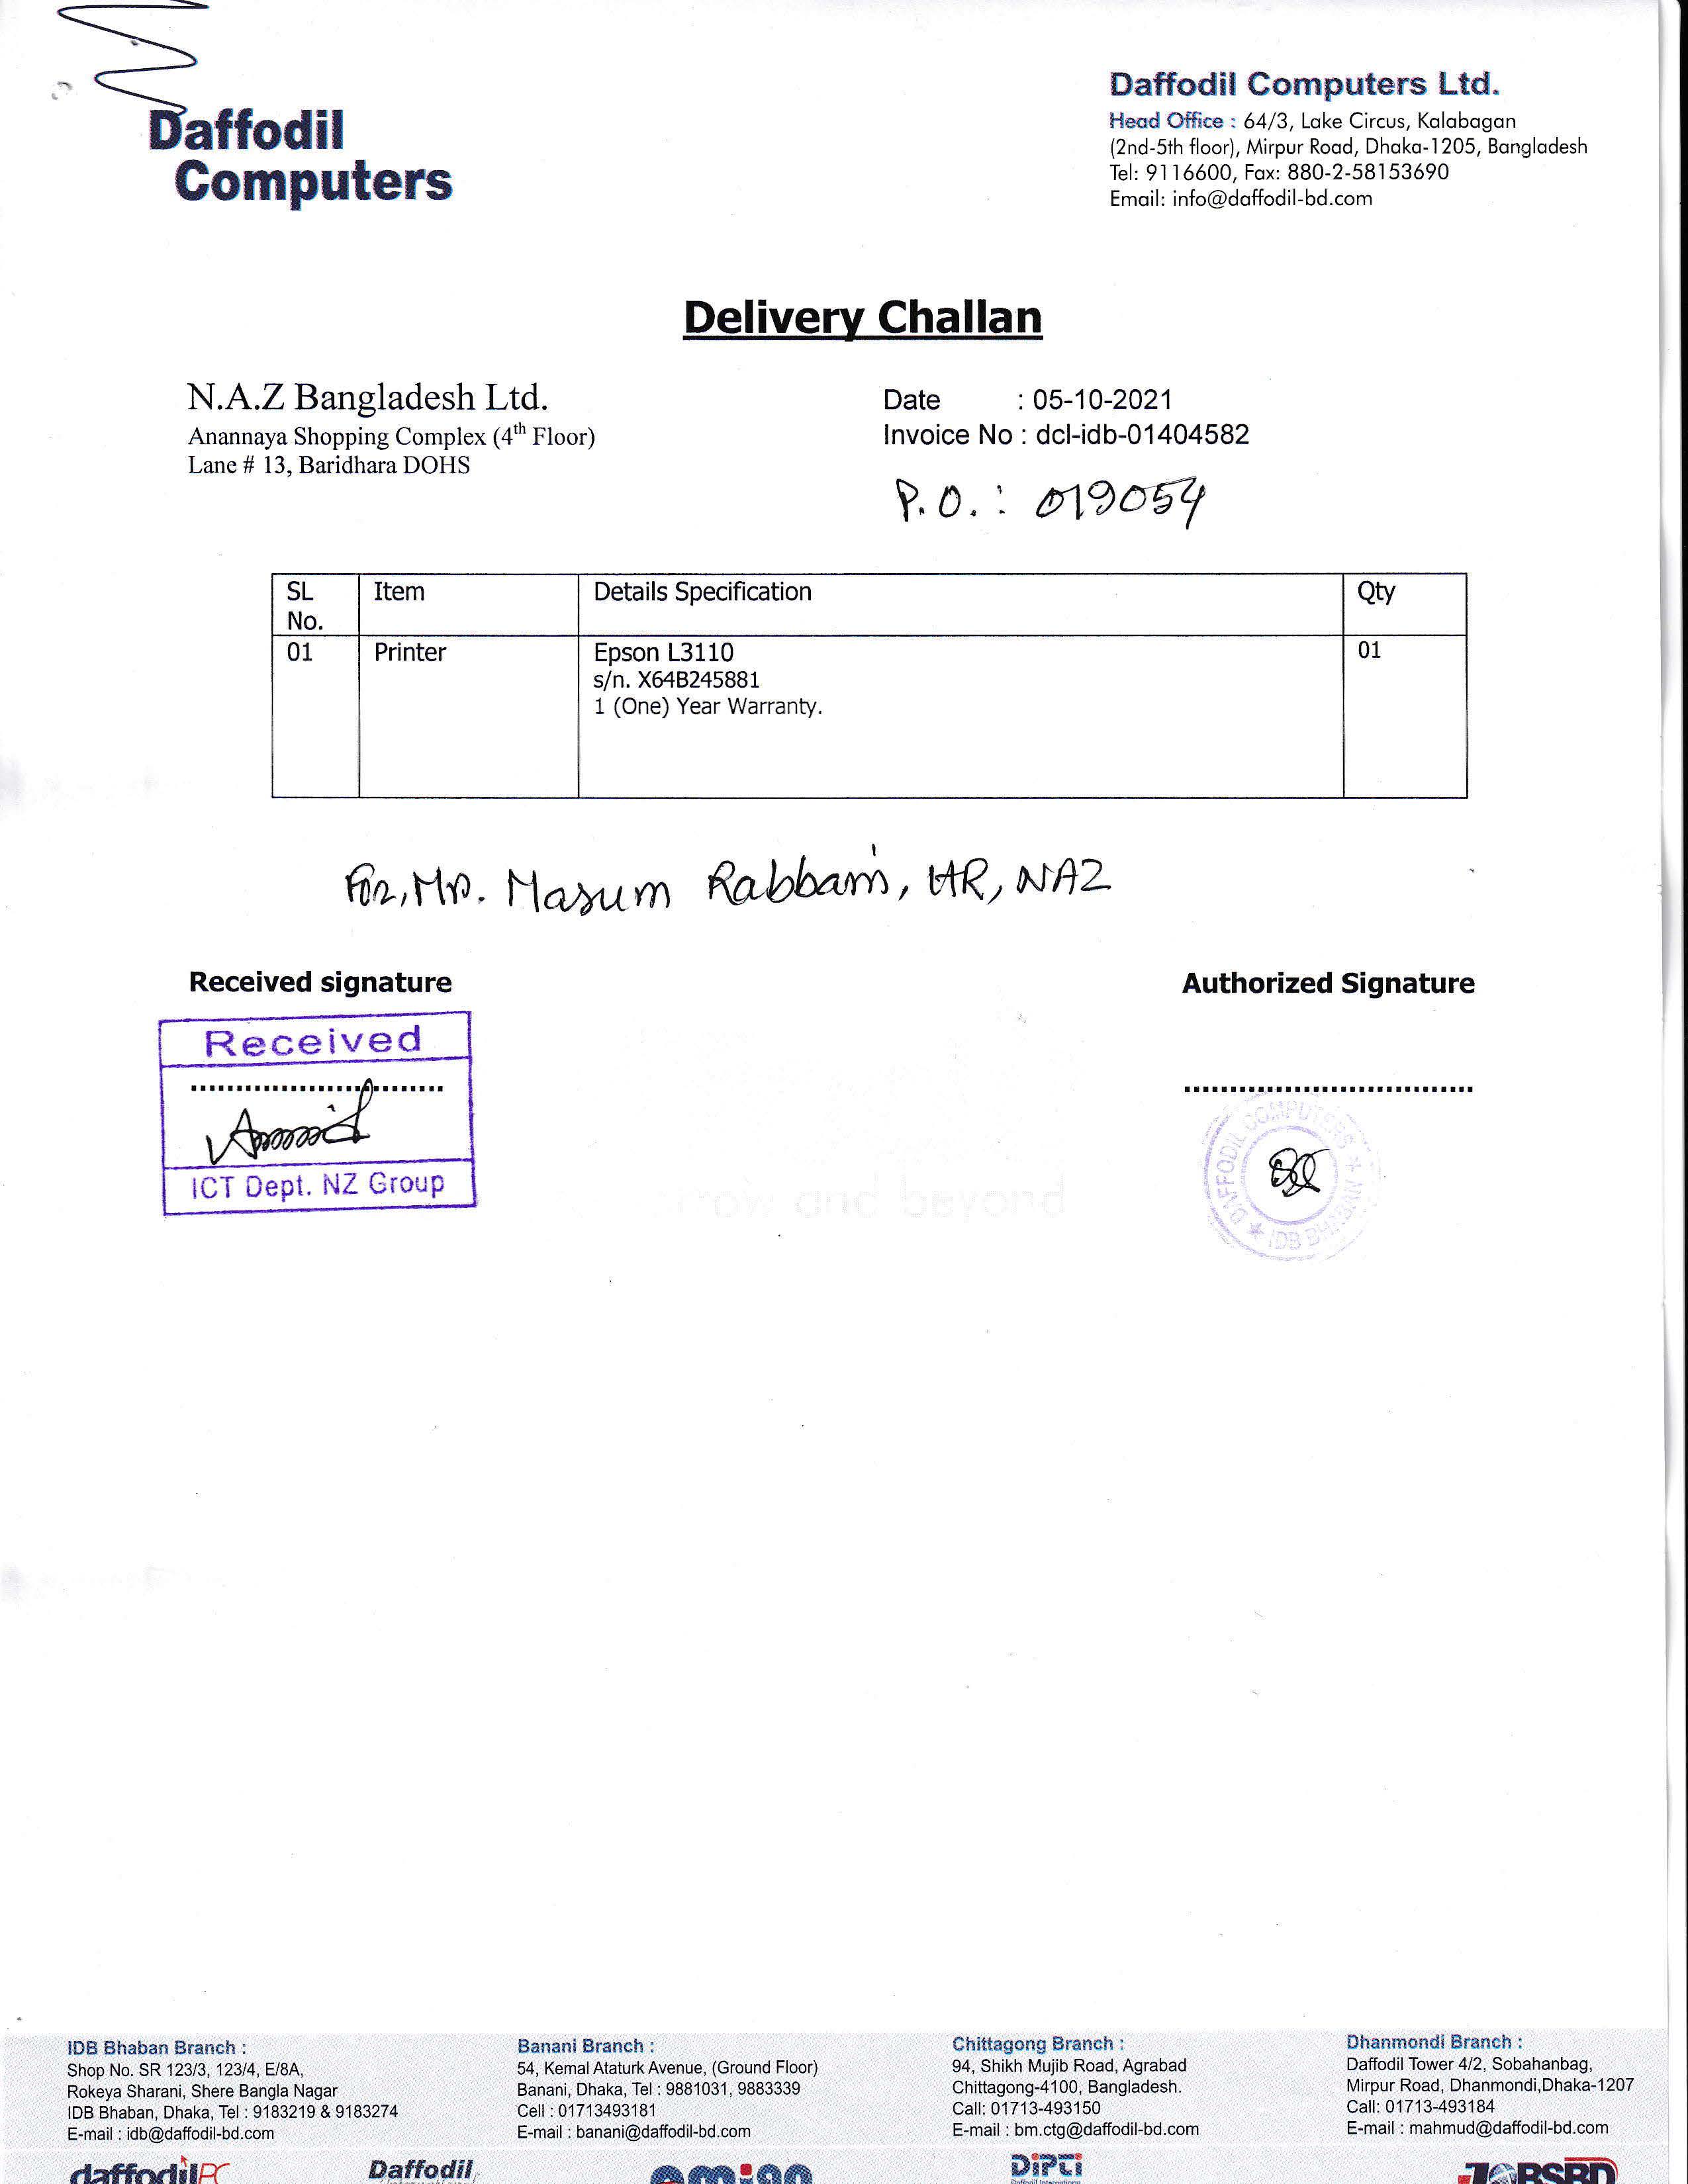 Daffodil
Computers
Daffodil Computers Ltd.
Head Office : 64/3, Lake Circus, Kalabagan
(2nd-5th floor), Mirpur Road, Dhaka-1205, Bangladesh
Tel: 9116600, Fax: 880-2-58153690
Email: info@daffodil-bd.com
Delivery Challan
N.A.Z Bangladesh Ltd.
Anannaya Shopping Complex (4th Floor)
Lane # 13, Baridhara DOHS
Date : 05-10-2021
Invoice No : dcl-idb-01404582
P.O. : 019054
SL No. Item Details Specification Qty
01 Printer Epson L3110 01
s/n. X64B245881
1 (One) Year Warranty.
For, Mr. Masum Rabbani, HR, NAZ
Received signature
Authorized Signature
Received
ICT Dept. NZ Group
DAFFODIL COMPUTERS ★ IDB BHABAN ★
row and beyond
IDB Bhaban Branch :
Shop No. SR 123/3, 123/4, E/8A,
Rokeya Sharani, Shere Bangla Nagar
IDB Bhaban, Dhaka, Tel : 9183219 & 9183274
E-mail : idb@daffodil-bd.com
Banani Branch :
54, Kemal Ataturk Avenue, (Ground Floor)
Banani, Dhaka, Tel : 9881031, 9883339
Cell : 01713493181
E-mail : banani@daffodil-bd.com
Chittagong Branch :
94, Shikh Mujib Road, Agrabad
Chittagong-4100, Bangladesh.
Call: 01713-493150
E-mail : bm.ctg@daffodil-bd.com
Dhanmondi Branch :
Daffodil Tower 4/2, Sobahanbag,
Mirpur Road, Dhanmondi,Dhaka-1207
Call: 01713-493184
E-mail : mahmud@daffodil-bd.com
daffodilPC
Daffodil
DiPTi
JOBSBD